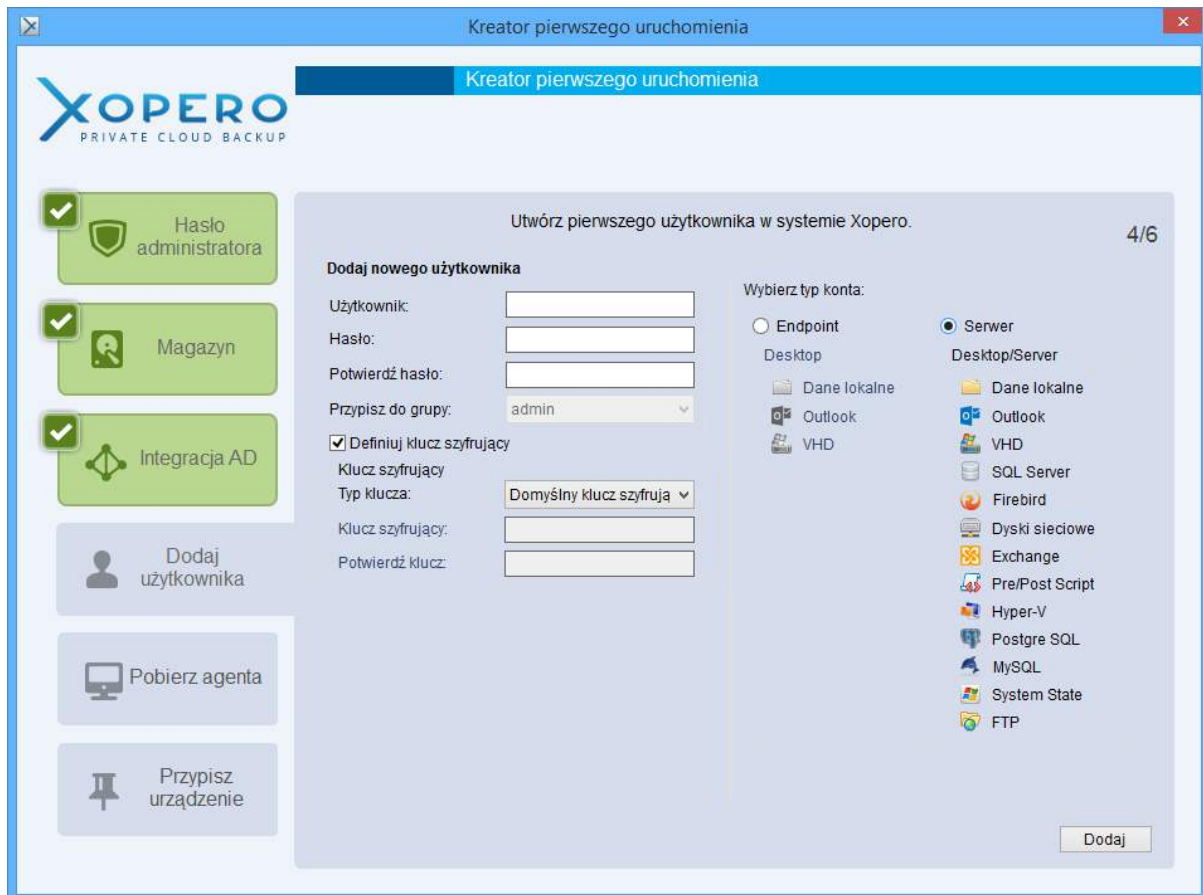 Kreator pierwszego uruchomienia
Kreator pierwszego uruchomienia
XOPERO
PRIVATE CLOUD BACKUP
Hasło
administratora
Magazyn
Integracja AD
Dodaj
użytkownika
Pobierz agenta
Przypisz
urządzenie
Utwórz pierwszego użytkownika w systemie Xopero.
4/6
Dodaj nowego użytkownika
Użytkownik:
Hasło:
Potwierdź hasło:
Przypisz do grupy:
admin
Definiuj klucz szyfrujący
Klucz szyfrujący
Typ klucza:
Domyślny klucz szyfrują
Klucz szyfrujący:
Potwierdź klucz:
Wybierz typ konta:
Endpoint
Desktop
Dane lokalne
Outlook
VHD
Serwer
Desktop/Server
Dane lokalne
Outlook
VHD
SQL Server
Firebird
Dyski sieciowe
Exchange
Pre/Post Script
Hyper-V
Postgre SQL
MySQL
System State
FTP
Dodaj